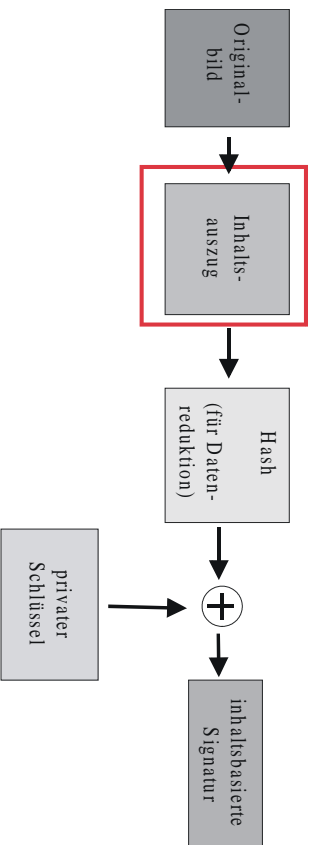 Original-
bild
Inhalts-
auszug
Hash
(für Daten-
reduktion)
privater
Schlüssel
inhaltsbasierte
Signatur